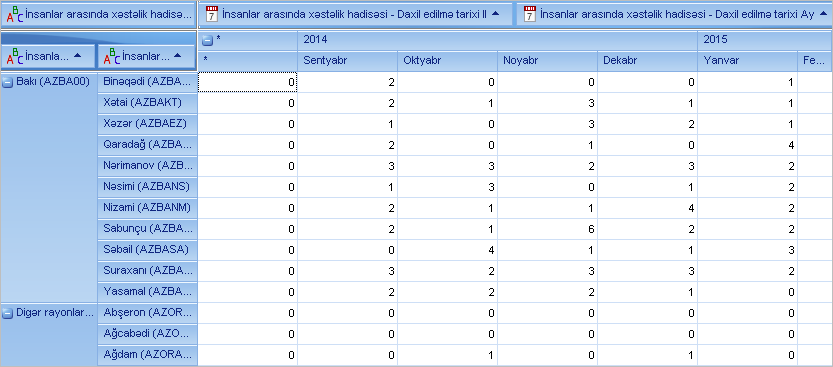 İnsanlar arasında xəstəlik hadisə... İnsanlar arasında xəstəlik hadisəsi - Daxil edilmə tarixi İl İnsanlar arasında xəstəlik hadisəsi - Daxil edilmə tarixi Ay
* 2014 2015
İnsanla... İnsanlar... * Sentyabr Oktyabr Noyabr Dekabr Yanvar Fe...
Bakı (AZBA00) Binəqədi (AZBA... 0 2 0 0 0 1
Xətai (AZBAKT) 0 2 1 3 1 1
Xəzər (AZBAEZ) 0 1 0 3 2 1
Qaradağ (AZBA... 0 2 0 1 0 4
Nərimanov (AZB... 0 3 3 2 3 2
Nəsimi (AZBANS) 0 1 3 0 1 2
Nizami (AZBANM) 0 2 1 1 4 2
Sabunçu (AZBA... 0 2 1 6 2 2
Səbail (AZBASA) 0 0 4 1 1 3
Suraxanı (AZBA... 0 3 2 3 3 2
Yasamal (AZBA... 0 2 2 2 1 0
Digər rayonlar... Abşeron (AZOR... 0 0 0 0 0 0
Ağcabədi (AZO... 0 0 0 0 0 0
Ağdam (AZORA... 0 0 1 0 1 0